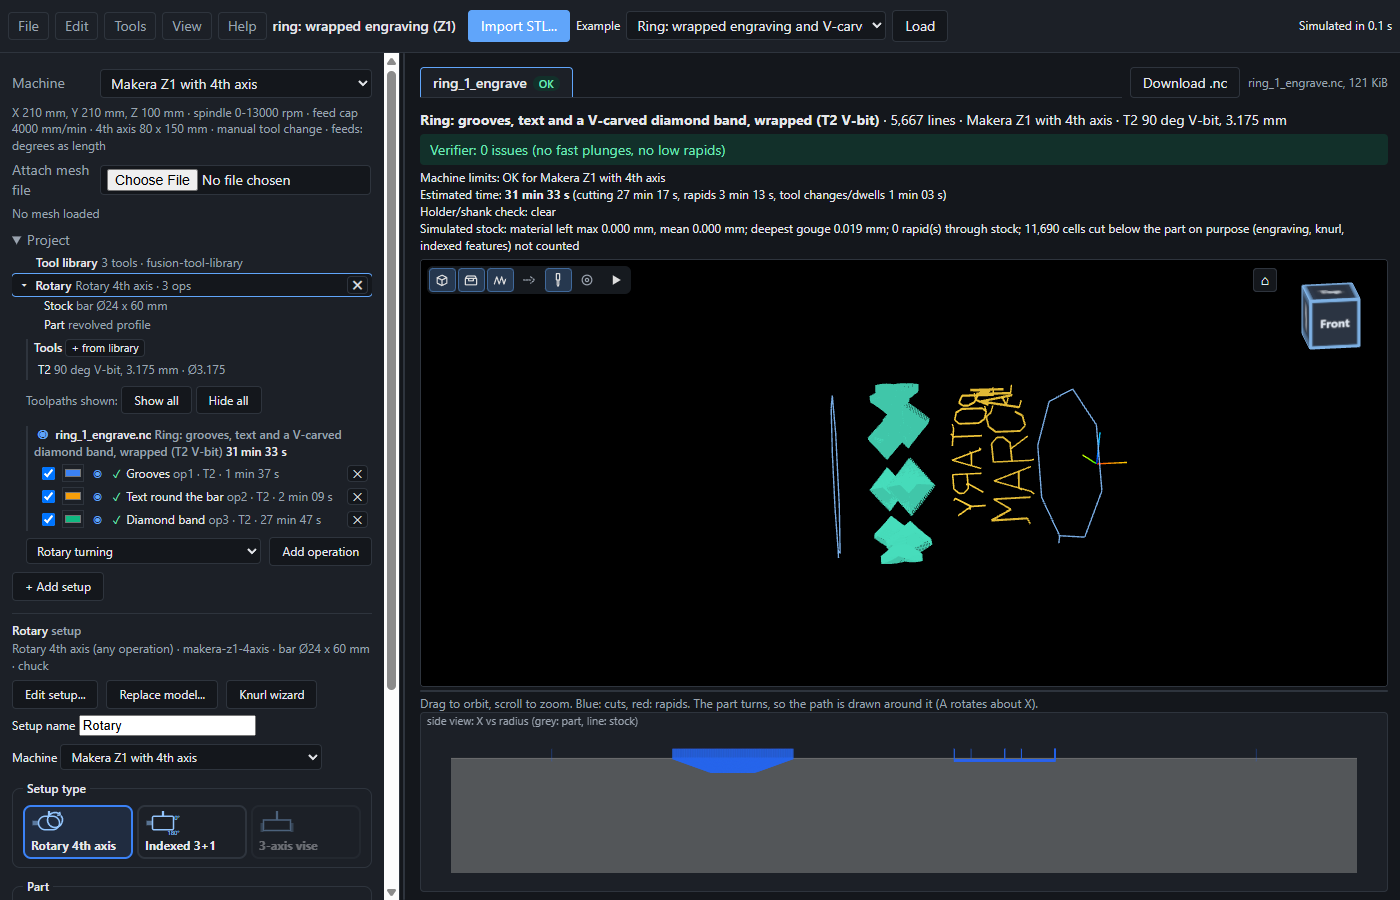 File Edit Tools View Help ring: wrapped engraving (Z1) Import STL... Example Ring: wrapped engraving and V-carv Load Simulated in 0.1 s
Machine Makera Z1 with 4th axis
X 210 mm, Y 210 mm, Z 100 mm · spindle 0-13000 rpm · feed cap
4000 mm/min · 4th axis 80 x 150 mm · manual tool change · feeds:
degrees as length
Attach mesh file Choose File No file chosen
No mesh loaded
▼ Project
Tool library 3 tools · fusion-tool-library
Rotary Rotary 4th axis · 3 ops
Stock bar Ø24 x 60 mm
Part revolved profile
Tools + from library
T2 90 deg V-bit, 3.175 mm · Ø3.175
Toolpaths shown: Show all Hide all
ring_1_engrave.nc Ring: grooves, text and a V-carved
diamond band, wrapped (T2 V-bit) 31 min 33 s
✓ Grooves op1 · T2 · 1 min 37 s
✓ Text round the bar op2 · T2 · 2 min 09 s
✓ Diamond band op3 · T2 · 27 min 47 s
Rotary turning Add operation
+ Add setup
Rotary setup
Rotary 4th axis (any operation) · makera-z1-4axis · bar Ø24 x 60 mm
· chuck
Edit setup... Replace model... Knurl wizard
Setup name Rotary
Machine Makera Z1 with 4th axis
Setup type
Rotary 4th axis Indexed 3+1 3-axis vise
180°
Part
ring_1_engrave OK Download .nc ring_1_engrave.nc, 121 KiB
Ring: grooves, text and a V-carved diamond band, wrapped (T2 V-bit) · 5,667 lines · Makera Z1 with 4th axis · T2 90 deg V-bit, 3.175 mm
Verifier: 0 issues (no fast plunges, no low rapids)
Machine limits: OK for Makera Z1 with 4th axis
Estimated time: 31 min 33 s (cutting 27 min 17 s, rapids 3 min 13 s, tool changes/dwells 1 min 03 s)
Holder/shank check: clear
Simulated stock: material left max 0.000 mm, mean 0.000 mm; deepest gouge 0.019 mm; 0 rapid(s) through stock; 11,690 cells cut below the part on purpose (engraving, knurl,
indexed features) not counted
Front
Drag to orbit, scroll to zoom. Blue: cuts, red: rapids. The part turns, so the path is drawn around it (A rotates about X).
side view: X vs radius (grey: part, line: stock)